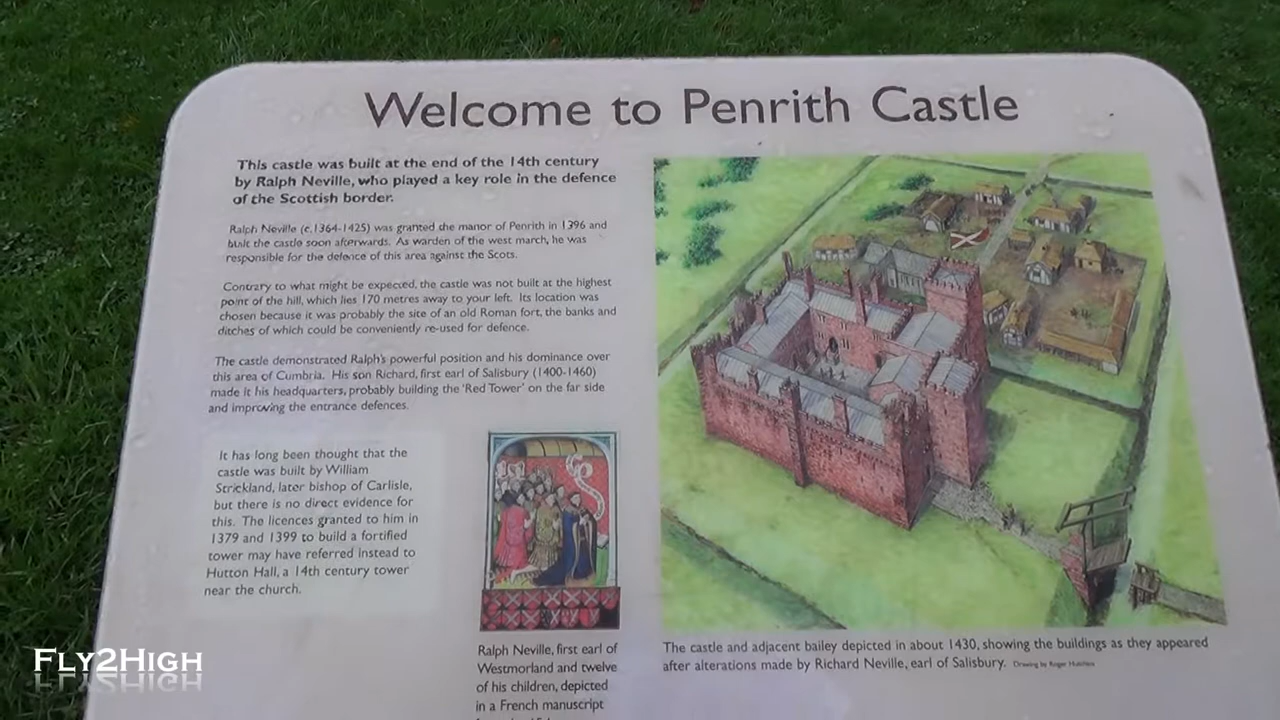 Welcome to Penrith Castle
This castle was built at the end of the 14th century
by Ralph Neville, who played a key role in the defence
of the Scottish border.
Ralph Neville (c.1364-1425) was granted the manor of Penrith in 1396 and
built the castle soon afterwards. As warden of the west march, he was
responsible for the defence of this area against the Scots.
Contrary to what might be expected, the castle was not built at the highest
point of the hill, which lies 170 metres away to your left. Its location was
chosen because it was probably the site of an old Roman fort, the banks and
ditches of which could be conveniently re-used for defence.
The castle demonstrated Ralph's powerful position and his dominance over
this area of Cumbria. His son Richard, first earl of Salisbury (1400-1460)
made it his headquarters, probably building the 'Red Tower' on the far side
and improving the entrance defences.
It has long been thought that the
castle was built by William
Strickland, later bishop of Carlisle,
but there is no direct evidence for
this. The licences granted to him in
1379 and 1399 to build a fortified
tower may have referred instead to
Hutton Hall, a 14th century tower
near the church.
Ralph Neville, first earl of
Westmorland and twelve
of his children, depicted
in a French manuscript
The castle and adjacent bailey depicted in about 1430, showing the buildings as they appeared
after alterations made by Richard Neville, earl of Salisbury. Drawing by Roger Hutchins
FLY2HIGH